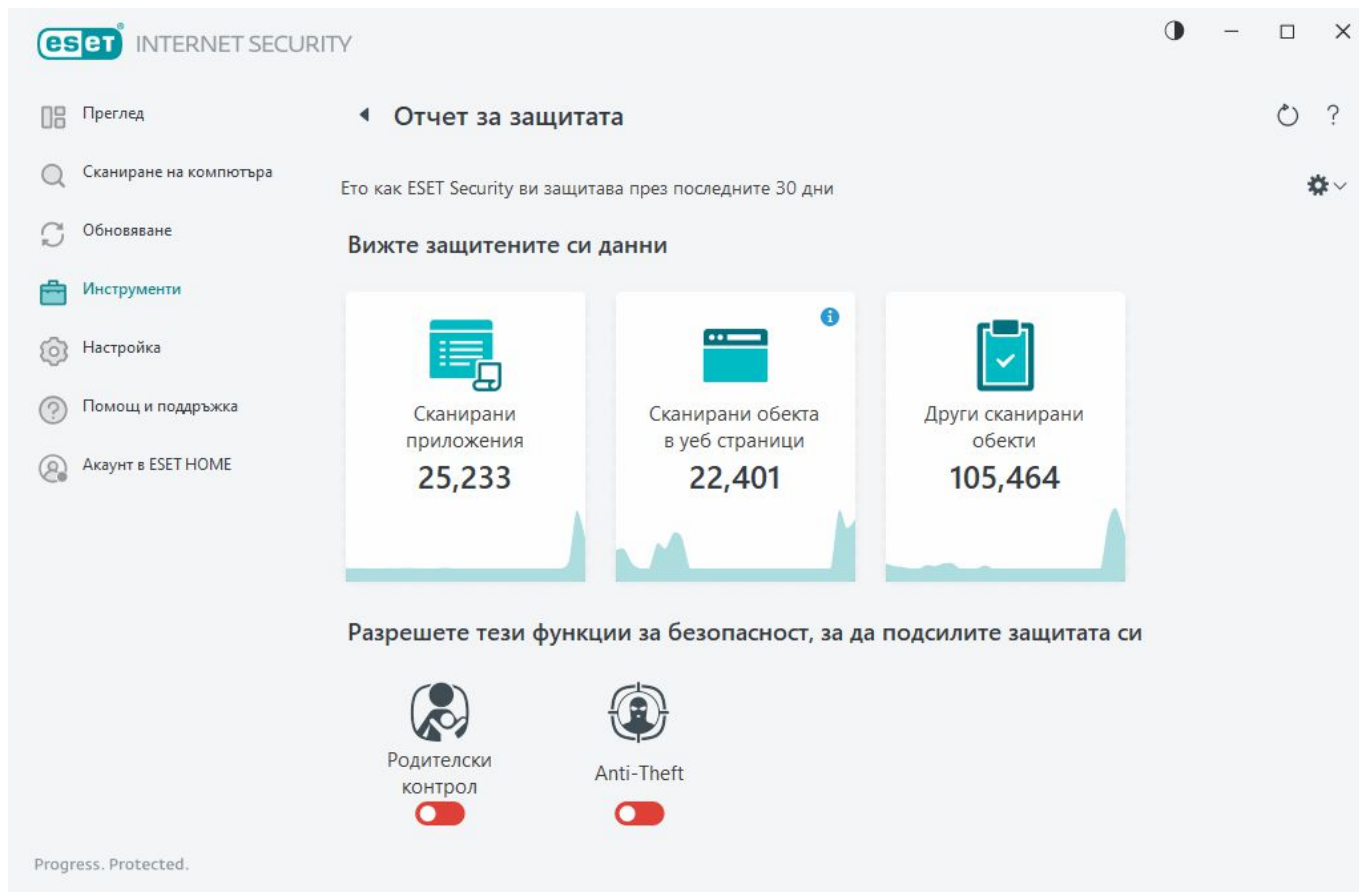 eset INTERNET SECURITY
Преглед
Сканиране на компютъра
Обновяване
Инструменти
Настройка
Помощ и поддръжка
Акаунт в ESET HOME
Отчет за защитата
?
Ето как ESET Security ви защитава през последните 30 дни
Вижте защитените си данни
Сканирани
приложения
25,233
Сканирани обекта
в уеб страници
22,401
Други сканирани
обекти
105,464
Разрешете тези функции за безопасност, за да подсилите защитата си
Родителски
контрол
Anti-Theft
Progress. Protected.